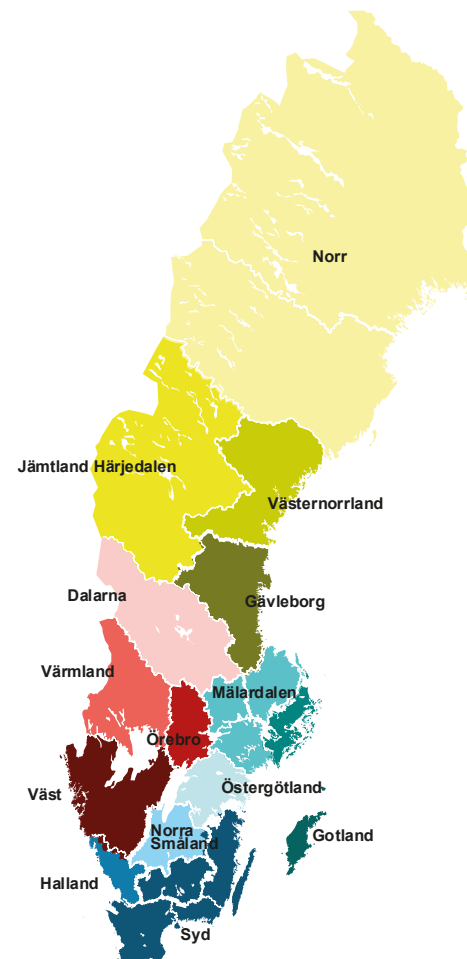 Norr
Jämtland Härjedalen
Västernorrland
Dalarna
Gävleborg
Värmland
Mälardalen
Örebro
Östergötland
Väst
Norra
Småland
Gotland
Halland
Syd